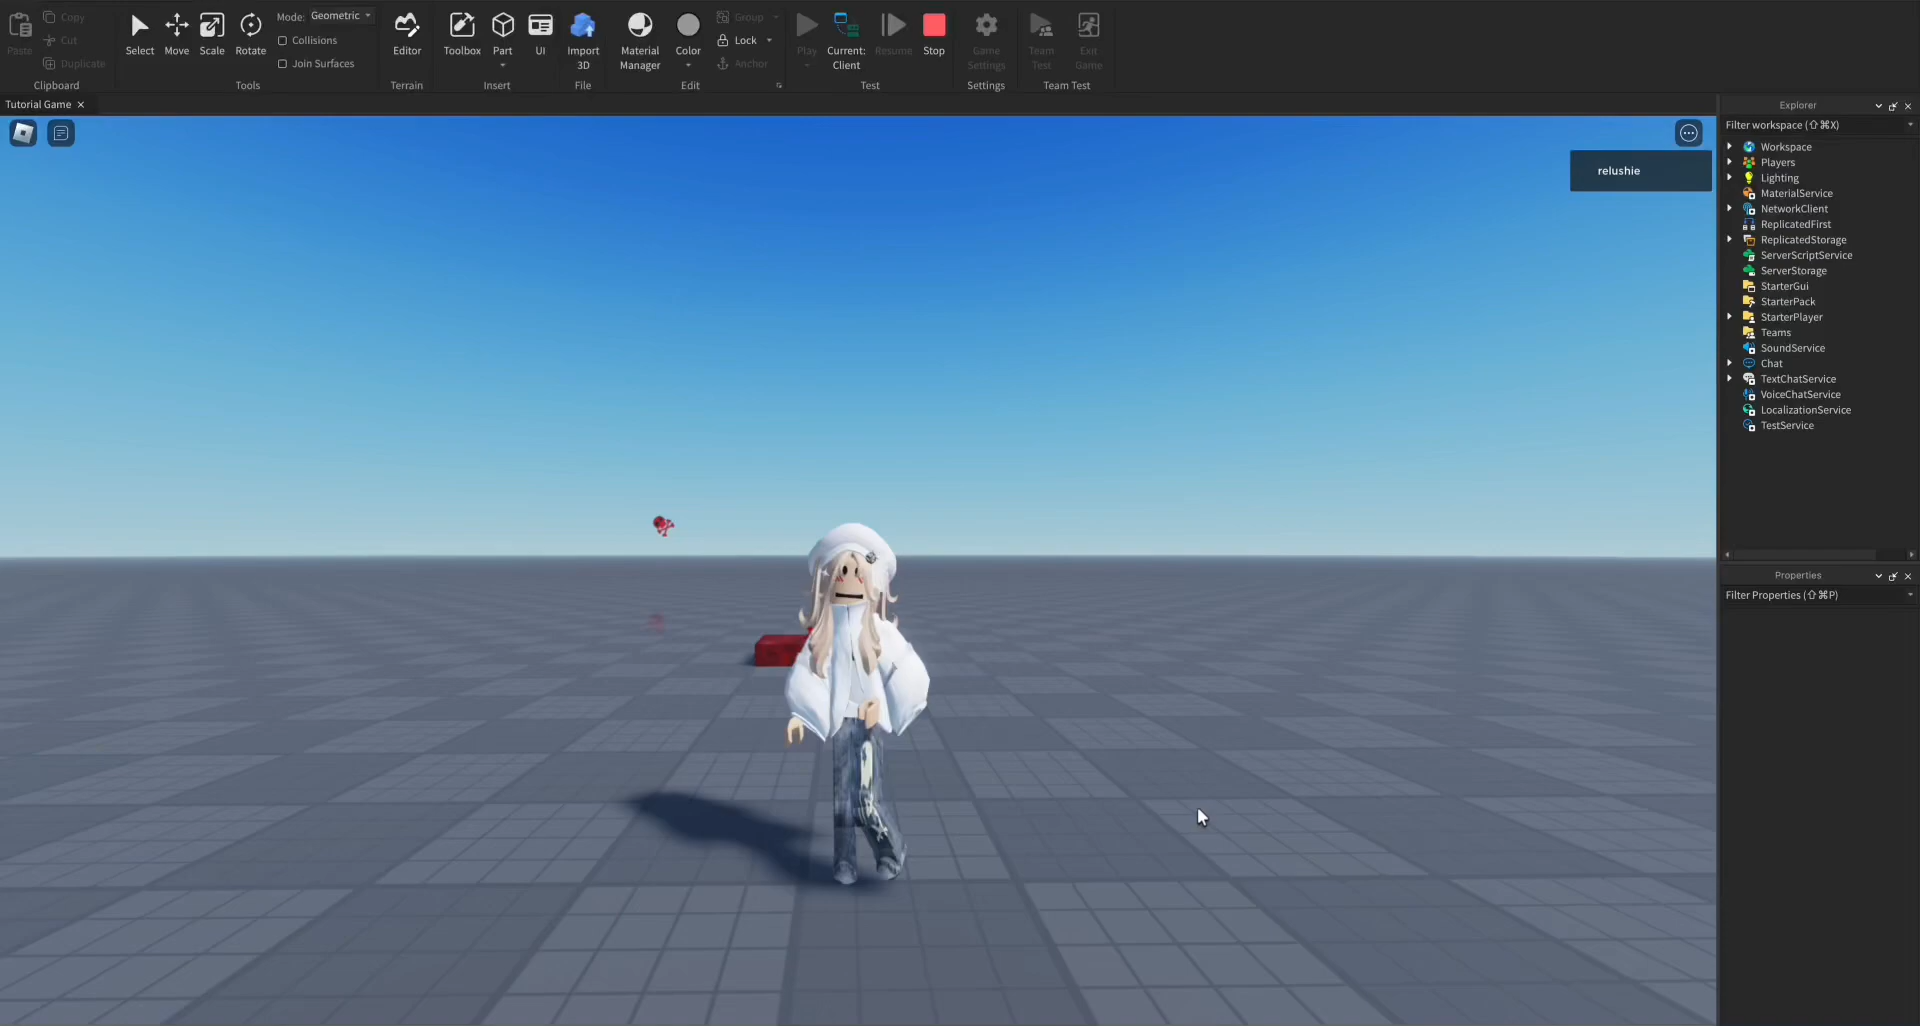 Paste
Copy
Cut
Duplicate
Clipboard
Select
Move
Scale
Rotate
Mode: Geometric
Collisions
Join Surfaces
Tools
Editor
Terrain
Toolbox
Part
UI
Insert
Import
3D
File
Material
Manager
Color
Group
Lock
Anchor
Edit
Play
Current:
Client
Resume
Stop
Test
Game
Settings
Settings
Team
Test
Exit
Game
Team Test
Tutorial Game
relushie
Explorer
Filter workspace (⇧⌘X)
Workspace
Players
Lighting
MaterialService
NetworkClient
ReplicatedFirst
ReplicatedStorage
ServerScriptService
ServerStorage
StarterGui
StarterPack
StarterPlayer
Teams
SoundService
Chat
TextChatService
VoiceChatService
LocalizationService
TestService
Properties
Filter Properties (⇧⌘P)